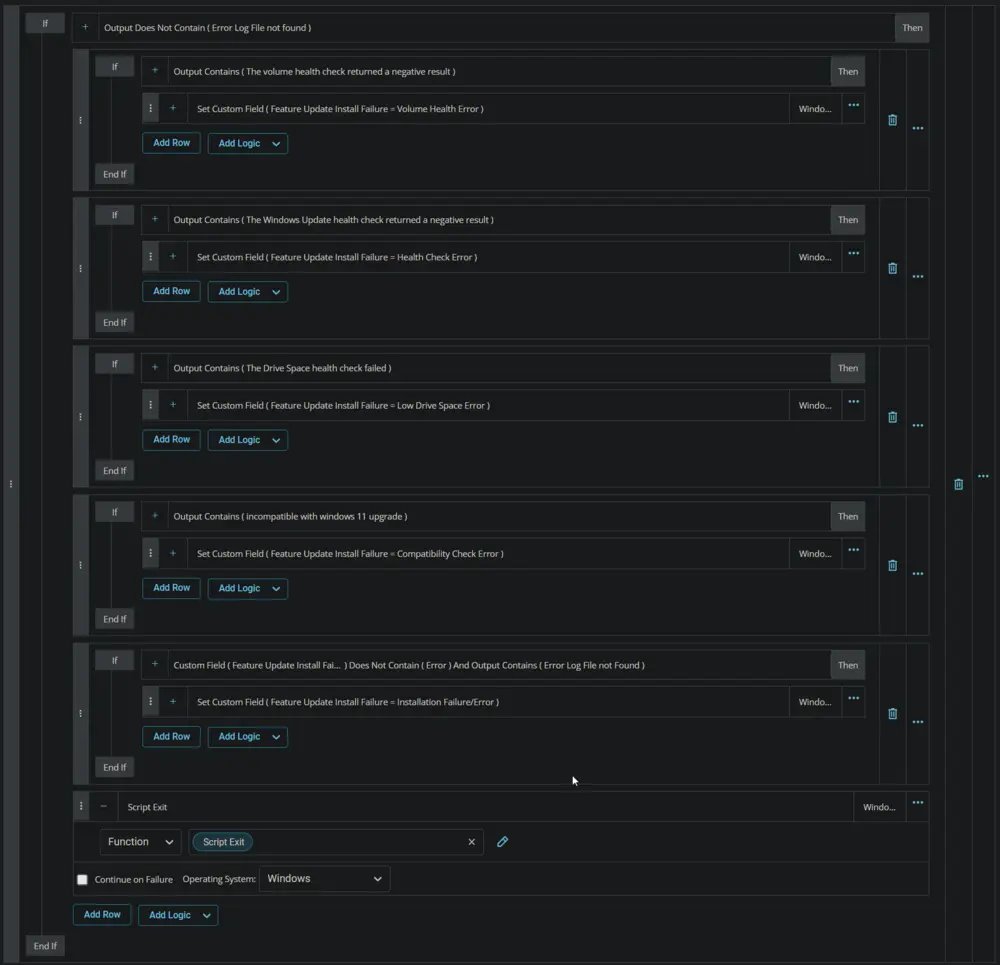 If + Output Does Not Contain ( Error Log File not found ) Then
If + Output Contains ( The volume health check returned a negative result ) Then
+ Set Custom Field ( Feature Update Install Failure = Volume Health Error ) Windo...
Add Row Add Logic
End If
If + Output Contains ( The Windows Update health check returned a negative result ) Then
+ Set Custom Field ( Feature Update Install Failure = Health Check Error ) Windo...
Add Row Add Logic
End If
If + Output Contains ( The Drive Space health check failed ) Then
+ Set Custom Field ( Feature Update Install Failure = Low Drive Space Error ) Windo...
Add Row Add Logic
End If
If + Output Contains ( incompatible with windows 11 upgrade ) Then
+ Set Custom Field ( Feature Update Install Failure = Compatibility Check Error ) Windo...
Add Row Add Logic
End If
If + Custom Field ( Feature Update Install Fai... ) Does Not Contain ( Error ) And Output Contains ( Error Log File not Found ) Then
+ Set Custom Field ( Feature Update Install Failure = Installation Failure/Error ) Windo...
Add Row Add Logic
End If
− Script Exit Windo...
Function Script Exit ×
Continue on Failure Operating System: Windows
Add Row Add Logic
End If